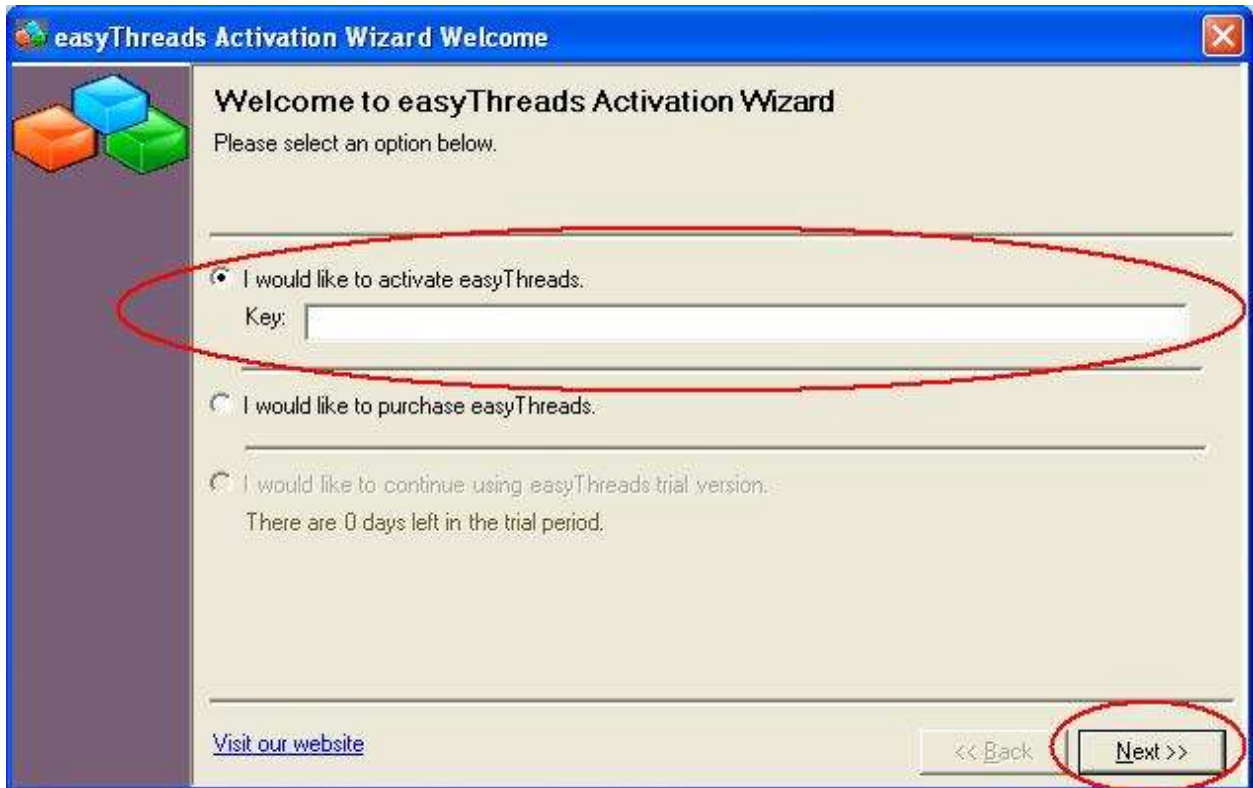 easyThreads Activation Wizard Welcome
Welcome to easyThreads Activation Wizard
Please select an option below.
I would like to activate easyThreads.
Key:
I would like to purchase easyThreads.
I would like to continue using easyThreads trial version.
There are 0 days left in the trial period.
Visit our website
<< Back
Next >>